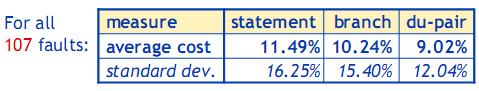 For all
107 faults:
measure statement branch du-pair
average cost 11.49% 10.24% 9.02%
standard dev. 16.25% 15.40% 12.04%